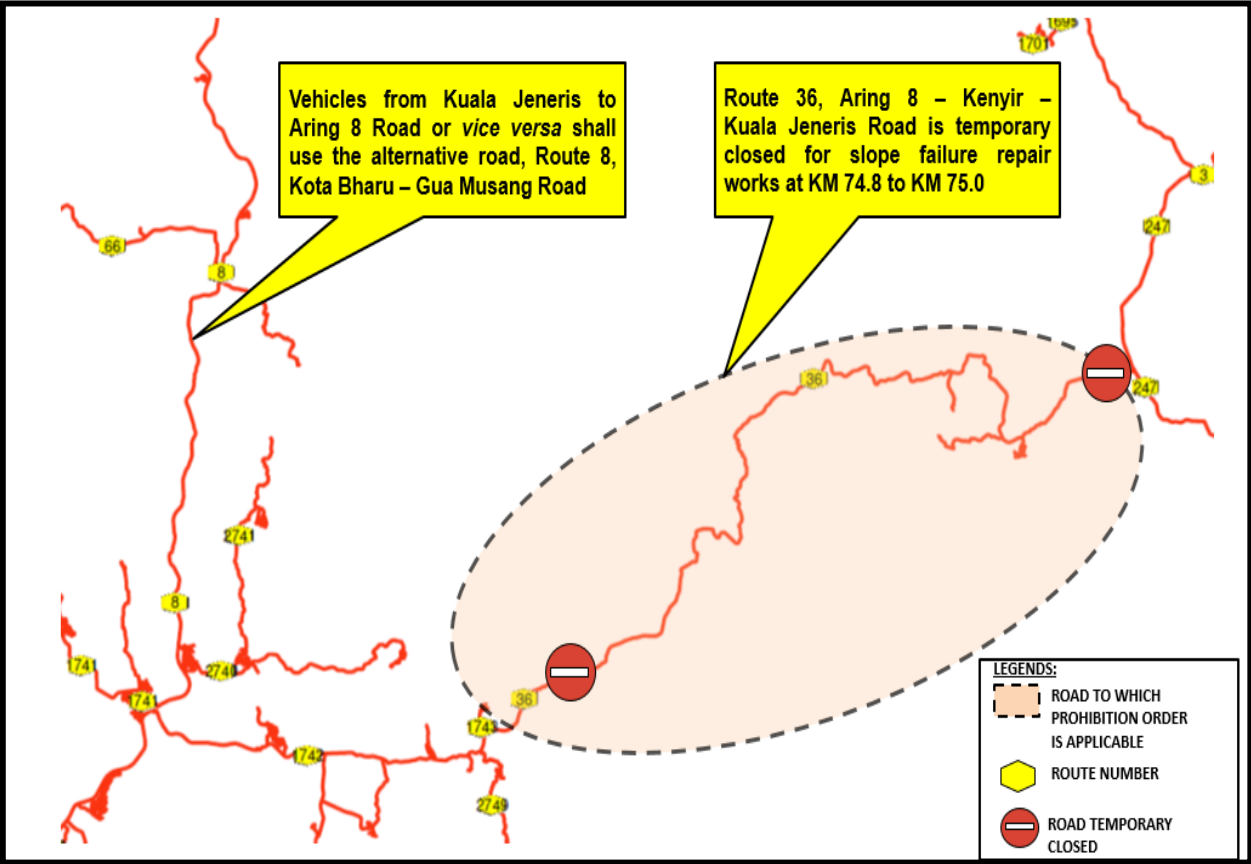 1695
1701
Vehicles from Kuala Jeneris to
Aring 8 Road or vice versa shall
use the alternative road, Route 8,
Kota Bharu – Gua Musang Road
Route 36, Aring 8 – Kenyir –
Kuala Jeneris Road is temporary
closed for slope failure repair
works at KM 74.8 to KM 75.0
3
247
66
8
36
247
2741
8
1741
2740
1741
36
1743
1742
2749
LEGENDS:
ROAD TO WHICH
PROHIBITION ORDER
IS APPLICABLE
ROUTE NUMBER
ROAD TEMPORARY
CLOSED